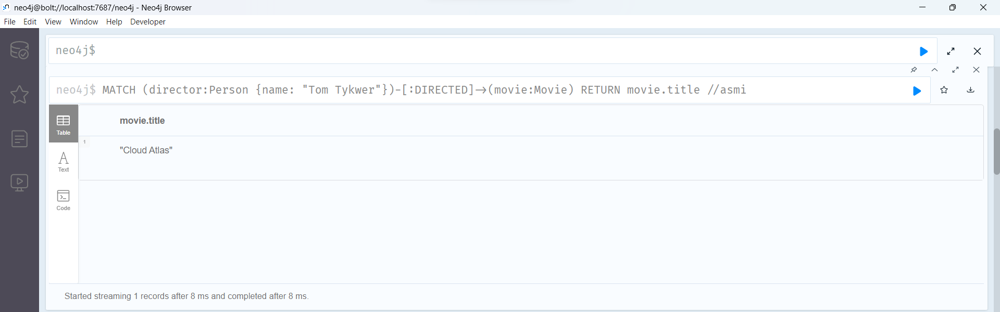 neo4j@bolt://localhost:7687/neo4j - Neo4j Browser
File Edit View Window Help Developer
neo4j$
neo4j$ MATCH (director:Person {name: "Tom Tykwer"})-[:DIRECTED]->(movie:Movie) RETURN movie.title //asmi
Table
movie.title
1
"Cloud Atlas"
Text
Code
Started streaming 1 records after 8 ms and completed after 8 ms.